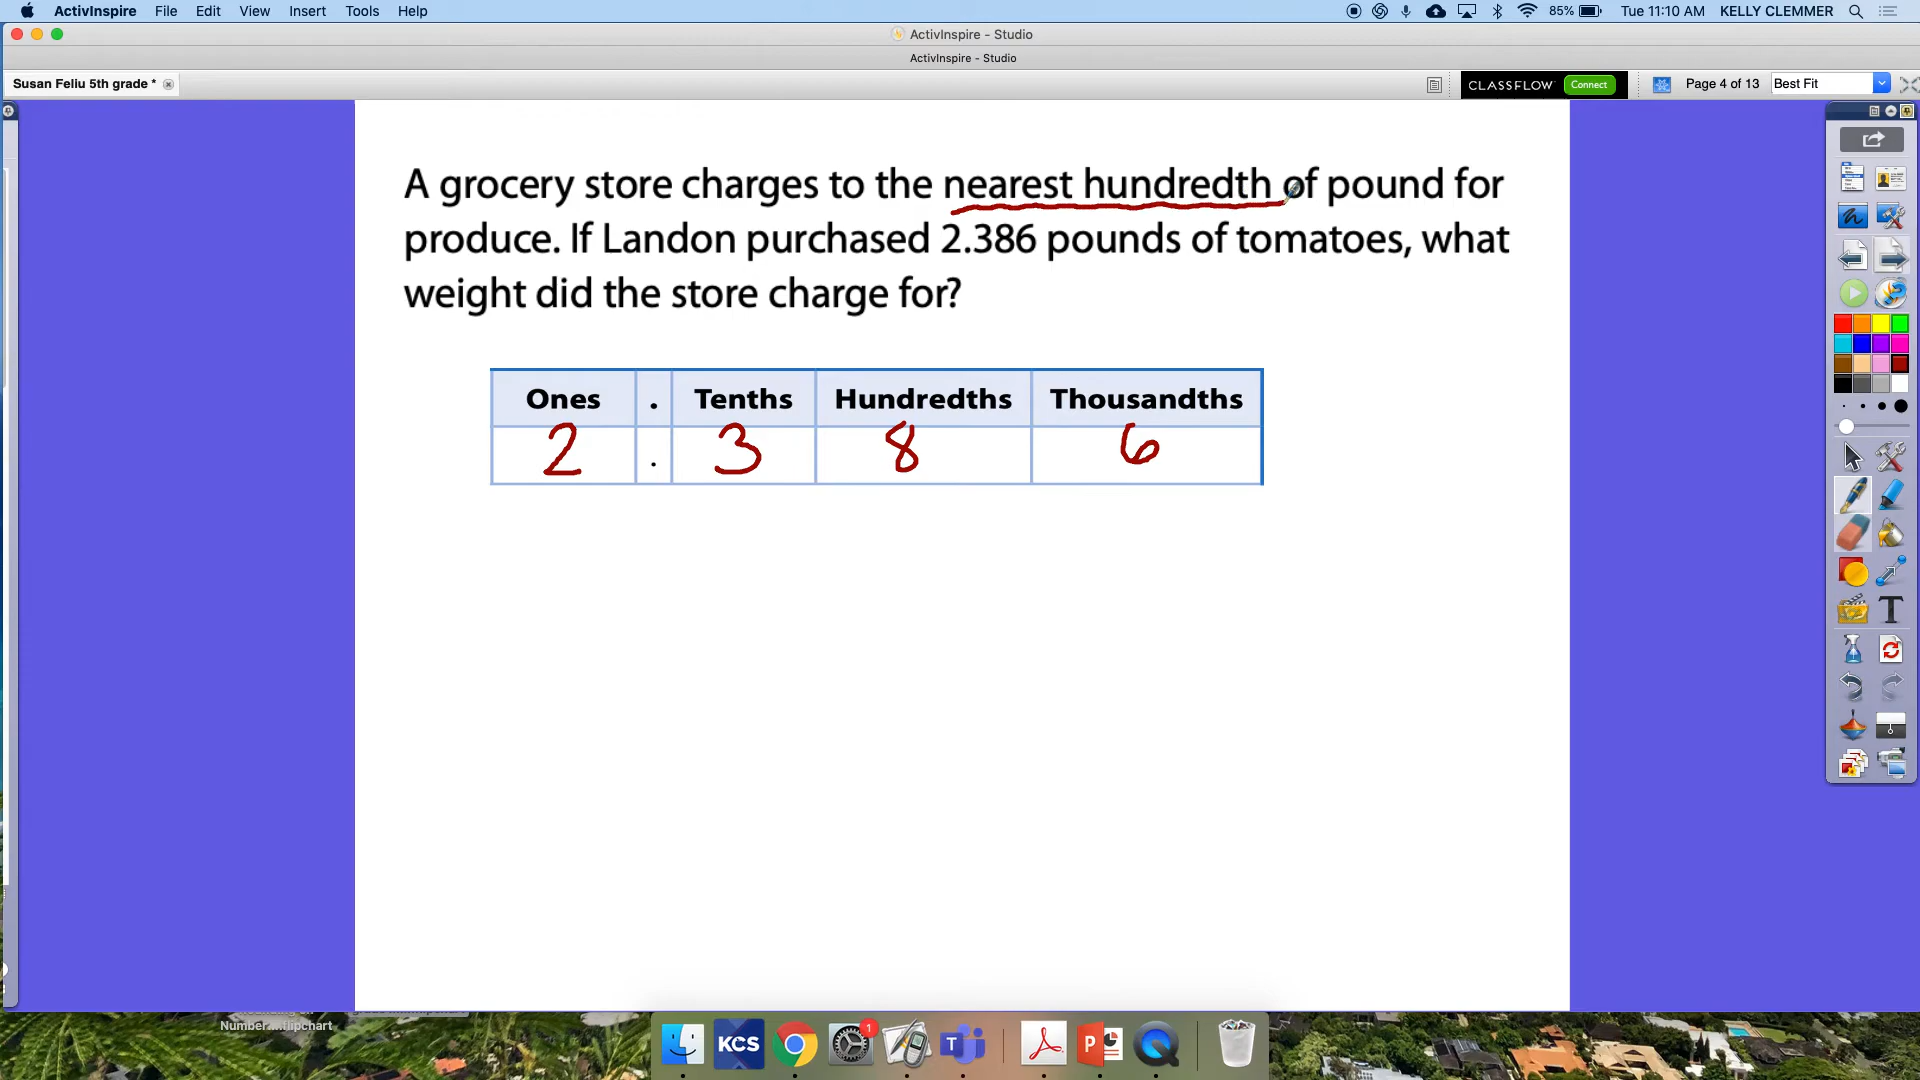 ActivInspire File Edit View Insert Tools Help 85% Tue 11:10 AM KELLY CLEMMER
ActivInspire - Studio
ActivInspire - Studio
Susan Feliu 5th grade * CLASSFLOW Connect Page 4 of 13 Best Fit
A grocery store charges to the nearest hundredth of pound for
produce. If Landon purchased 2.386 pounds of tomatoes, what
weight did the store charge for?
Ones . Tenths Hundredths Thousandths
2 . 3 8 6
T
Number...flipchart
KCS 1 T P